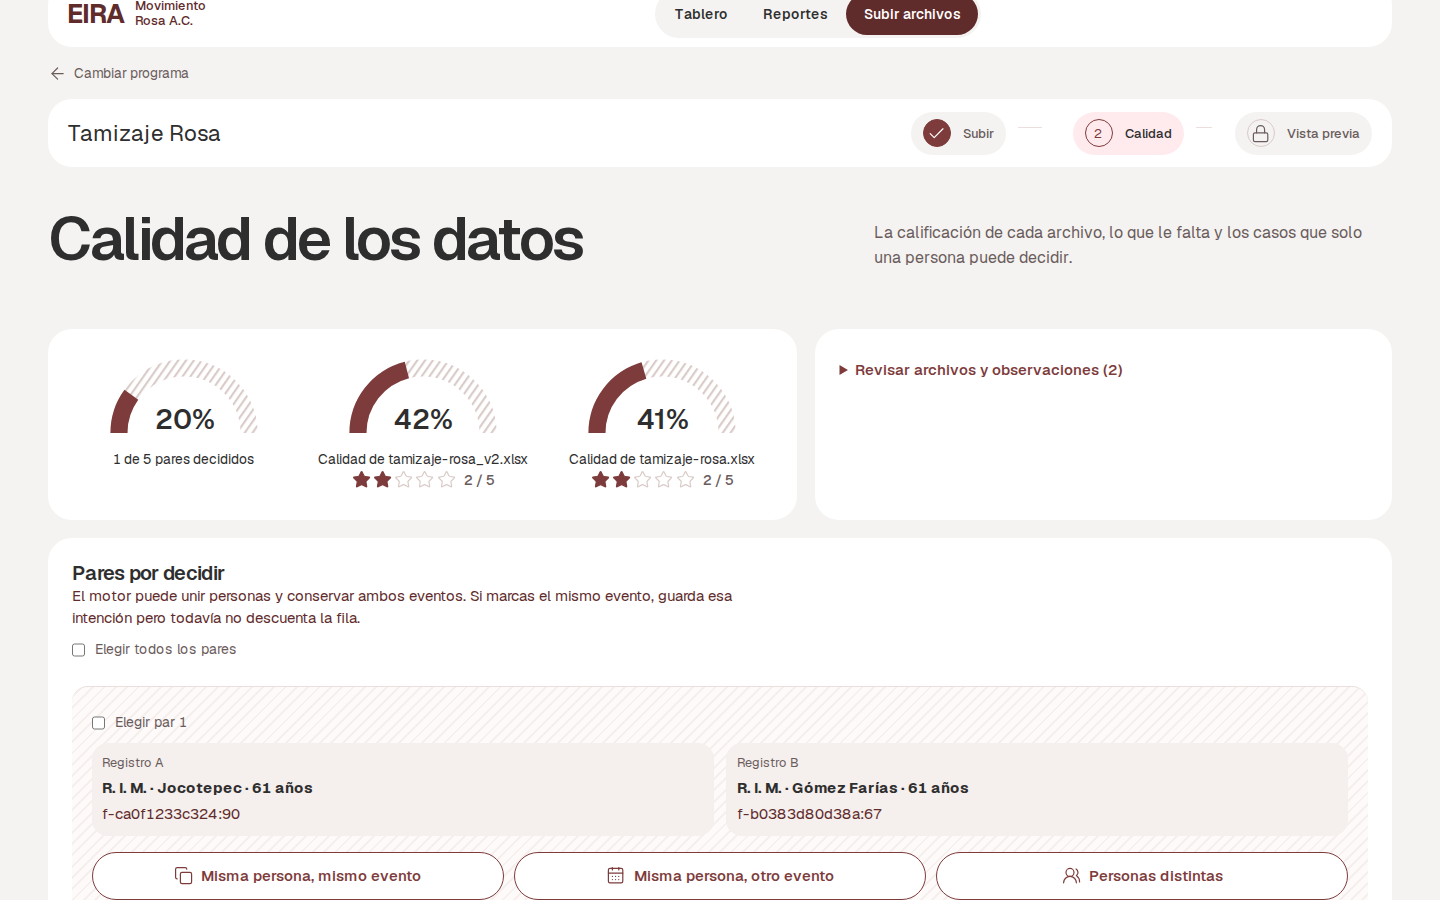 EIRA
Movimiento
Rosa A.C.
Tablero
Reportes
Subir archivos
Cambiar programa
Tamizaje Rosa
Subir
2
Calidad
Vista previa
Calidad de los datos
La calificación de cada archivo, lo que le falta y los casos que solo
una persona puede decidir.
20%
1 de 5 pares decididos
42%
Calidad de tamizaje-rosa_v2.xlsx
2 / 5
41%
Calidad de tamizaje-rosa.xlsx
2 / 5
Revisar archivos y observaciones (2)
Pares por decidir
El motor puede unir personas y conservar ambos eventos. Si marcas el mismo evento, guarda esa
intención pero todavía no descuenta la fila.
Elegir todos los pares
Elegir par 1
Registro A
R. I. M. · Jocotepec · 61 años
f-ca0f1233c324:90
Registro B
R. I. M. · Gómez Farías · 61 años
f-b0383d80d38a:67
Misma persona, mismo evento
Misma persona, otro evento
Personas distintas